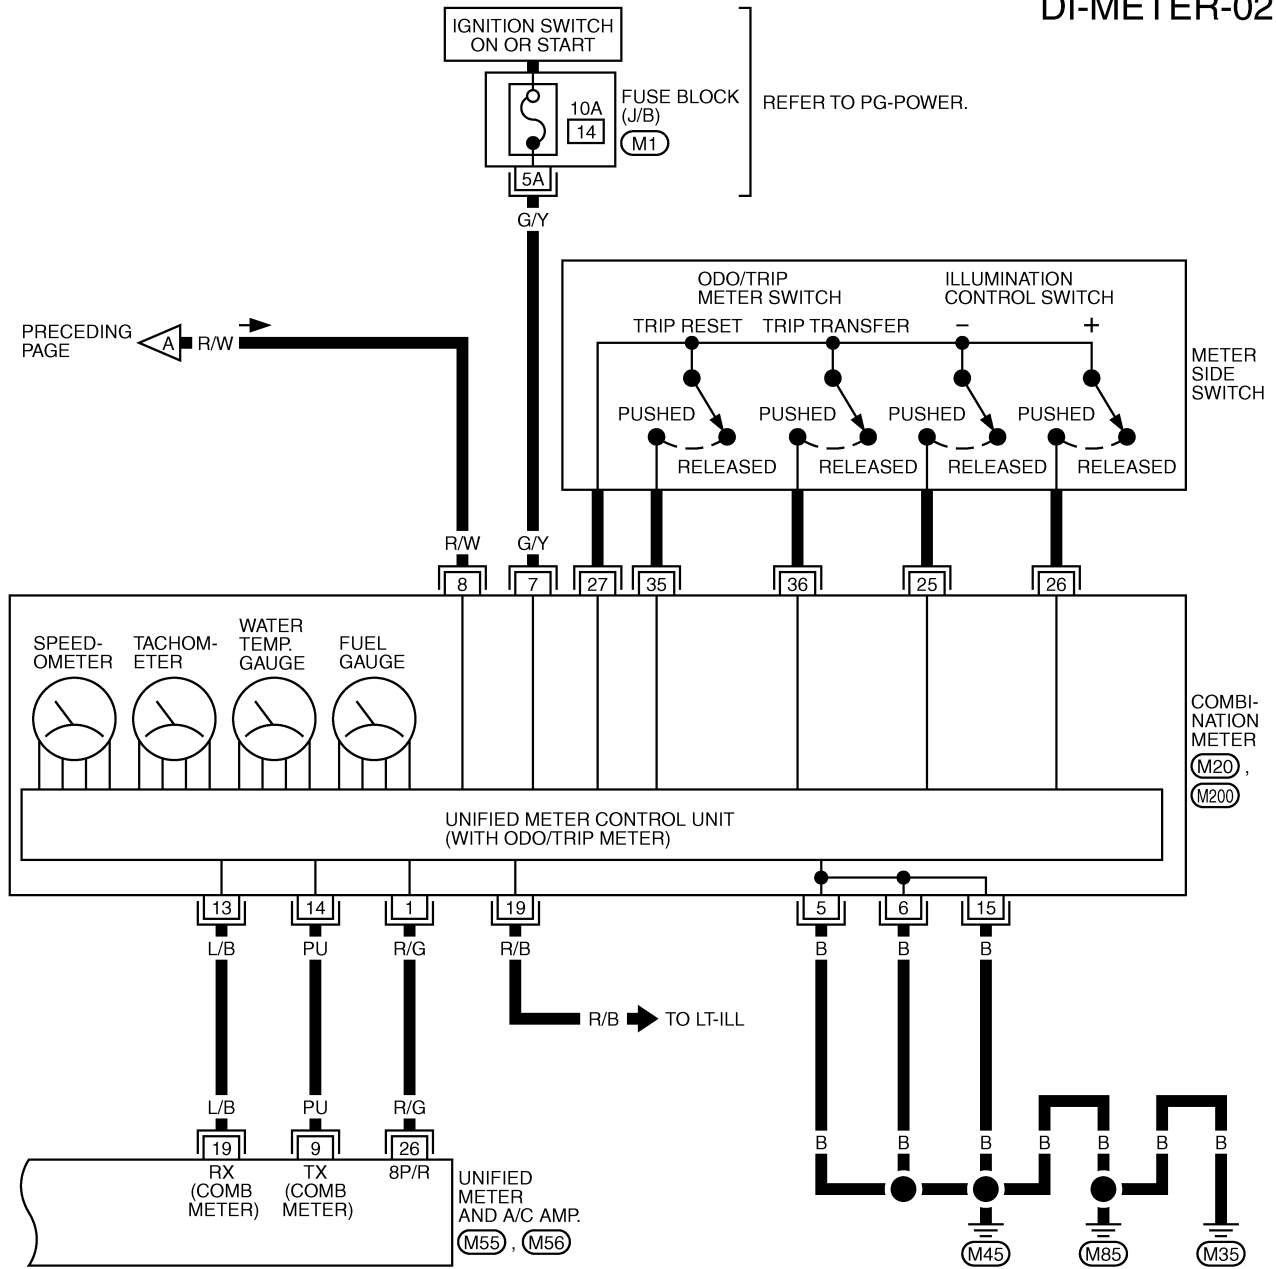 DI-METER-02
IGNITION SWITCH
ON OR START
10A
14
FUSE BLOCK
(J/B)
M1
REFER TO PG-POWER.
5A
G/Y
PRECEDING
PAGE
A
R/W
ODO/TRIP
METER SWITCH
ILLUMINATION
CONTROL SWITCH
TRIP RESET
TRIP TRANSFER
−
+
METER
SIDE
SWITCH
PUSHED
PUSHED
PUSHED
PUSHED
RELEASED
RELEASED
RELEASED
RELEASED
R/W
G/Y
8
7
27
35
36
25
26
SPEED-
OMETER
TACHOM-
ETER
WATER
TEMP.
GAUGE
FUEL
GAUGE
COMBI-
NATION
METER
M20 ,
M200
UNIFIED METER CONTROL UNIT
(WITH ODO/TRIP METER)
13
14
1
19
5
6
15
L/B
PU
R/G
R/B
B
B
B
R/B
TO LT-ILL
L/B
PU
R/G
B
B
B
B
B
B
B
19
9
26
RX
(COMB
METER)
TX
(COMB
METER)
8P/R
UNIFIED
METER
AND A/C AMP.
M55 , M56
M45
M85
M35